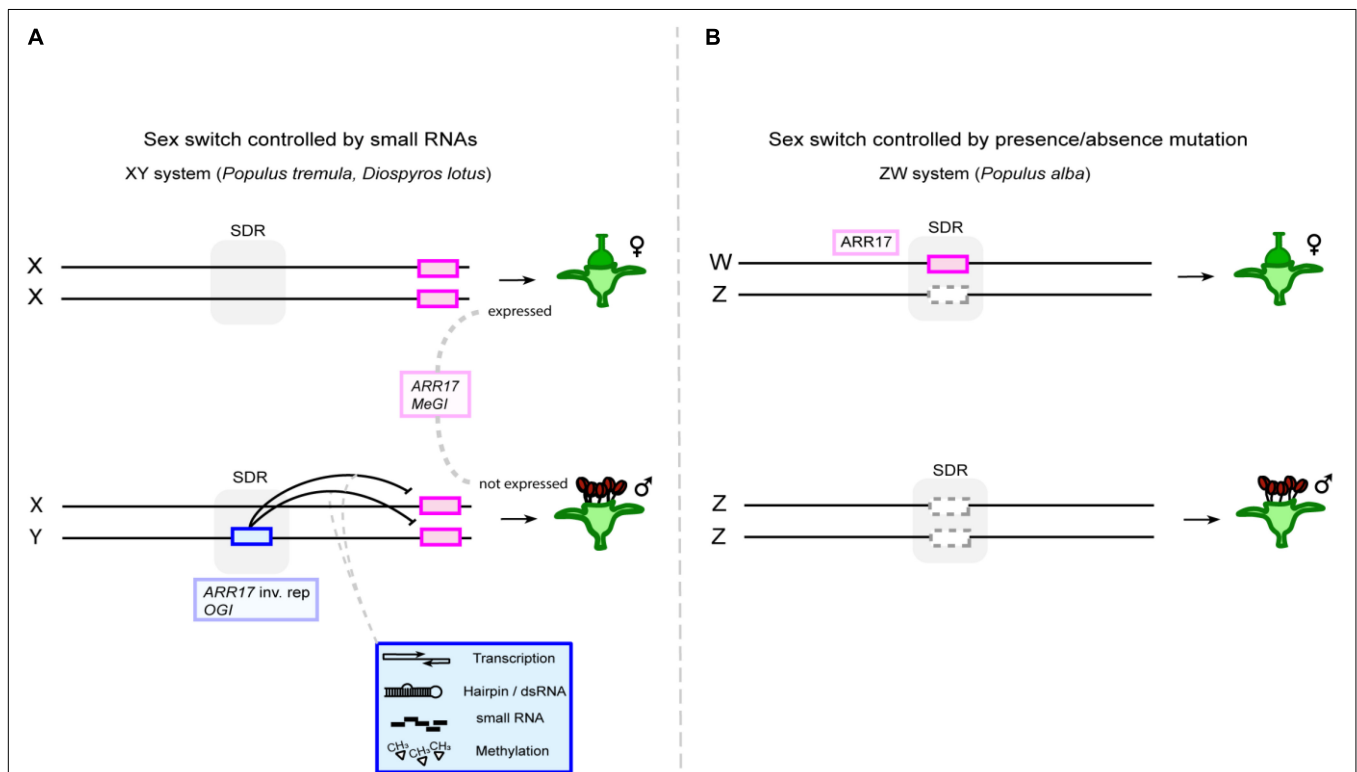 A
Sex switch controlled by small RNAs
XY system (Populus tremula, Diospyros lotus)
SDR
X
X
♀
expressed
ARR17
MeGI
not expressed
SDR
X
Y
♂
ARR17 inv. rep
OGI
Transcription
Hairpin / dsRNA
small RNA
CH₃ CH₃ CH₃
Methylation
B
Sex switch controlled by presence/absence mutation
ZW system (Populus alba)
ARR17
SDR
W
Z
♀
SDR
Z
Z
♂